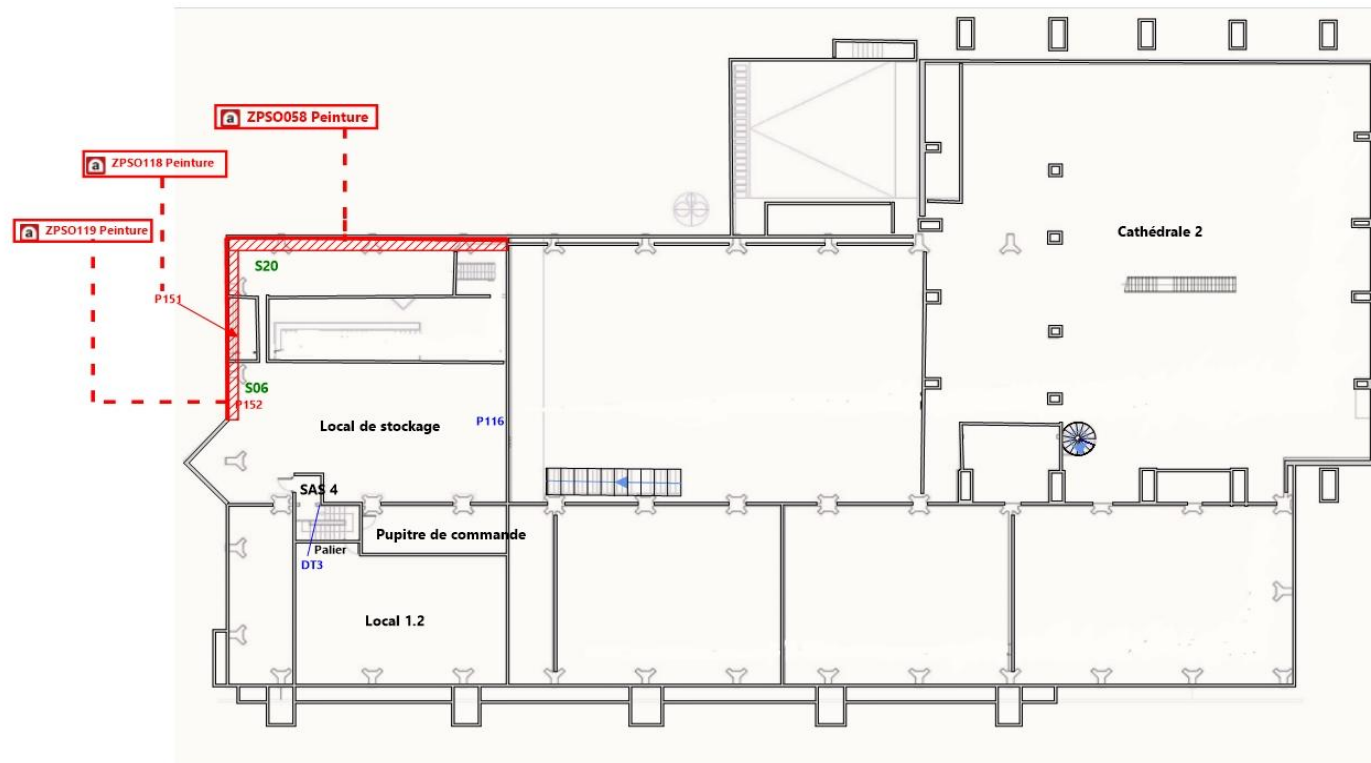 a ZPSO058 Peinture
a ZPSO118 Peinture
a ZPSO119 Peinture
Cathédrale 2
S20
P151
S06
P152
Local de stockage
P116
SAS 4
Pupitre de commande
Palier
DT3
Local 1.2